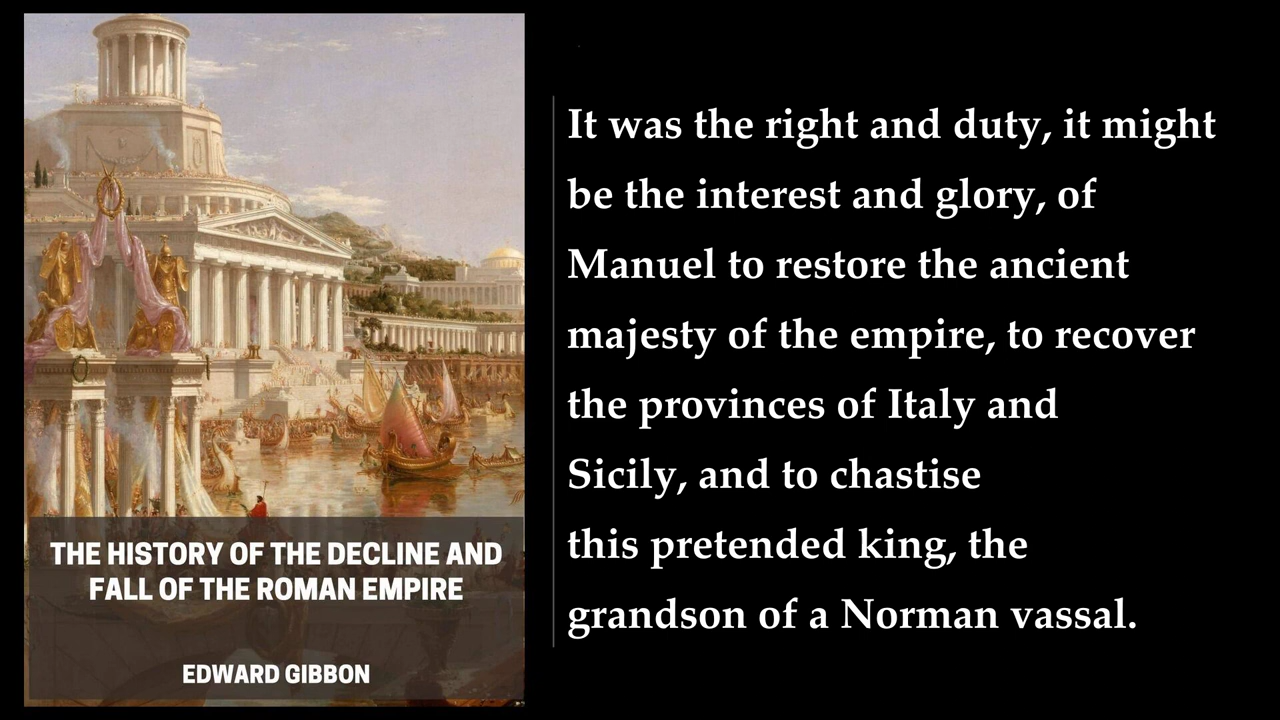 THE HISTORY OF THE DECLINE AND
FALL OF THE ROMAN EMPIRE
EDWARD GIBBON
It was the right and duty, it might
be the interest and glory, of
Manuel to restore the ancient
majesty of the empire, to recover
the provinces of Italy and
Sicily, and to chastise
this pretended king, the
grandson of a Norman vassal.